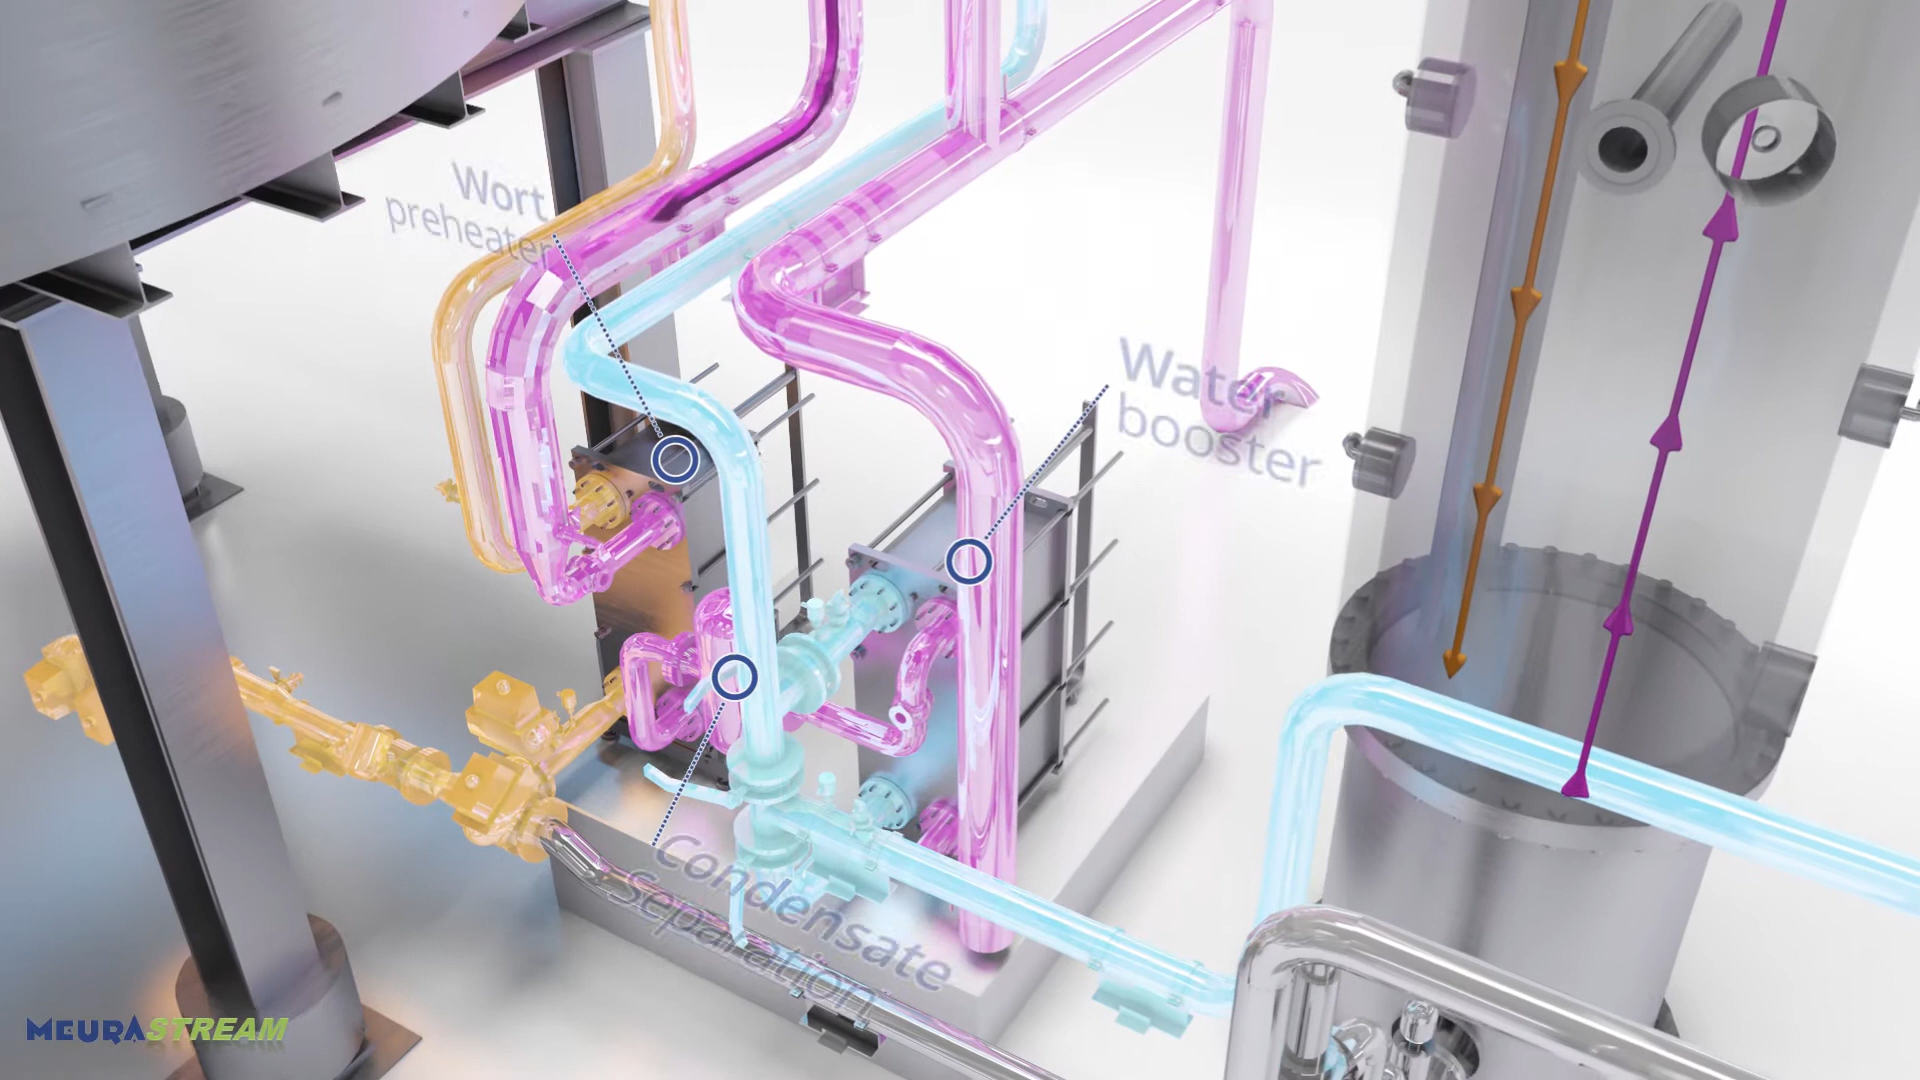 Wort
preheater
Water
booster
Condensate
Separation
MEURASTREAM